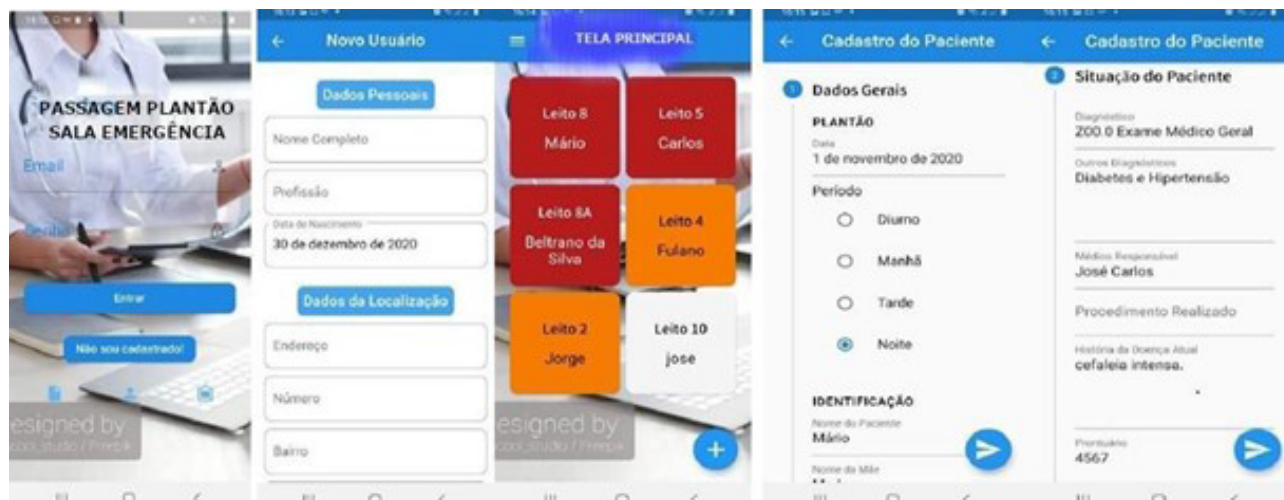 PASSAGEM PLANTÃO
SALA EMERGÊNCIA
Email
Senha
Entrar
Não sou cadastrado!
esigned by
Novo Usuário
Dados Pessoais
Nome Completo
Profissão
Data de Nascimento
30 de dezembro de 2020
Dados da Localização
Endereço
Número
Bairro
TELA PRINCIPAL
Leito 8
Mário
Leito 5
Carlos
Leito 8A
Beltrano da
Silva
Leito 4
Fulano
Leito 2
Jorge
Leito 10
jose
esigned by
Cadastro do Paciente
1
Dados Gerais
PLANTÃO
Data
1 de novembro de 2020
Período
Diurno
Manhã
Tarde
Noite
IDENTIFICAÇÃO
Nome do Paciente
Mário
Nome da Mãe
Cadastro do Paciente
2
Situação do Paciente
Diagnóstico
Z00.0 Exame Médico Geral
Outros Diagnósticos
Diabetes e Hipertensão
Médico Responsável
José Carlos
Procedimento Realizado
História da Doença Atual
cefaleia intensa.
Prontuário
4567